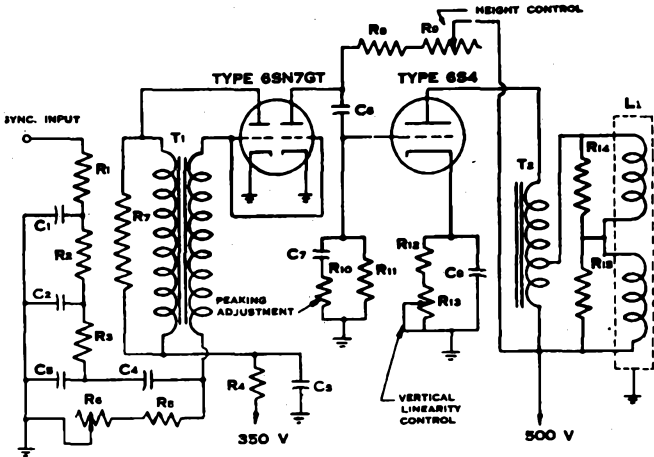 HEIGHT CONTROL
R8 R9
TYPE 6SN7GT TYPE 6S4
SYNC. INPUT
C6
L1
T1
R14
R1
T2
R7
C1
R2
C7
R12
R10
R11
C8
R15
R13
C2
PEAKING
ADJUSTMENT
R3
C5 C4
R4
C3
R6 R5
VERTICAL
LINEARITY
CONTROL
350 V
500 V